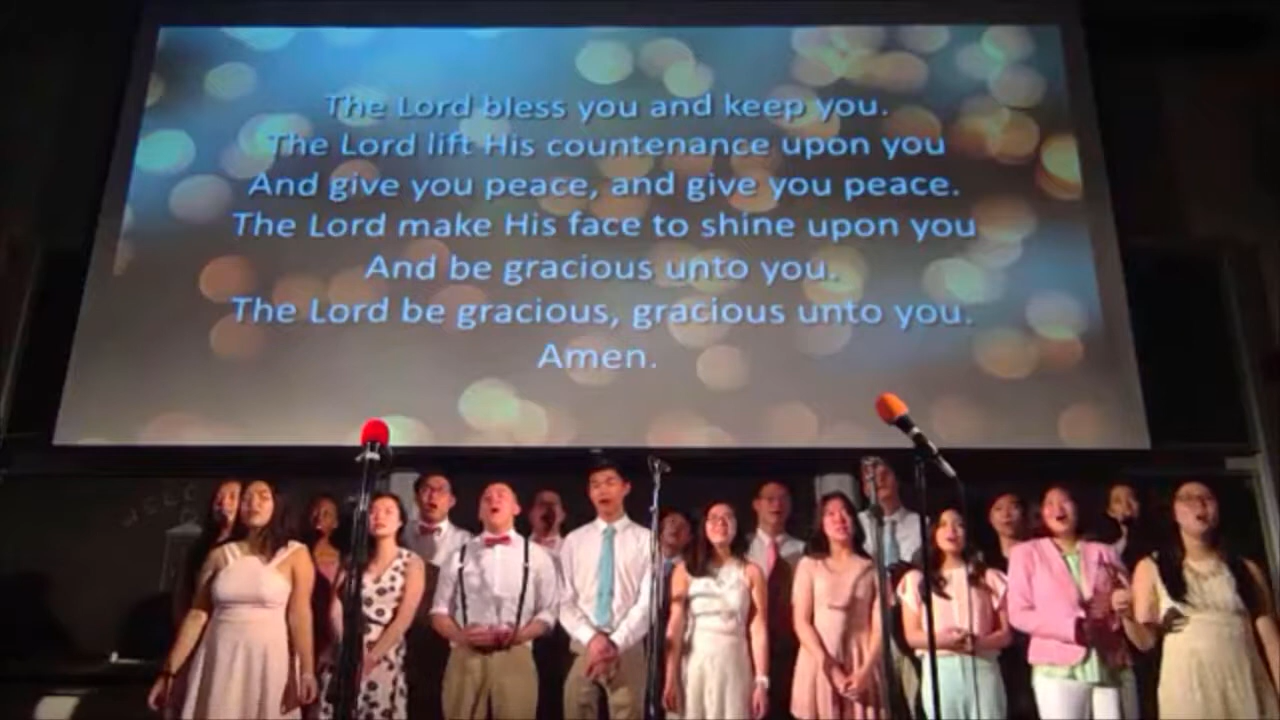 The Lord bless you and keep you.
The Lord lift His countenance upon you
And give you peace, and give you peace.
The Lord make His face to shine upon you
And be gracious unto you.
The Lord be gracious, gracious unto you.
Amen.